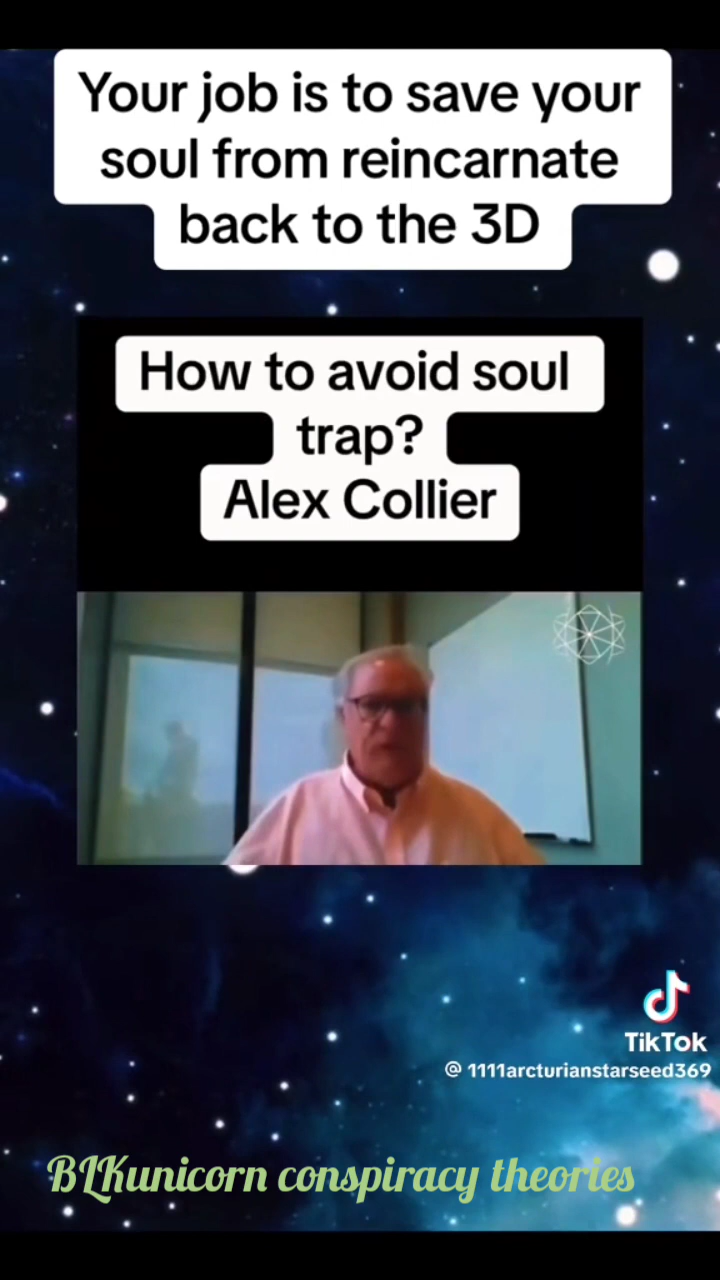 Your job is to save your
soul from reincarnate
back to the 3D
How to avoid soul
trap?
Alex Collier
TikTok
@ 1111arcturianstarseed369
BLKunicorn conspiracy theories